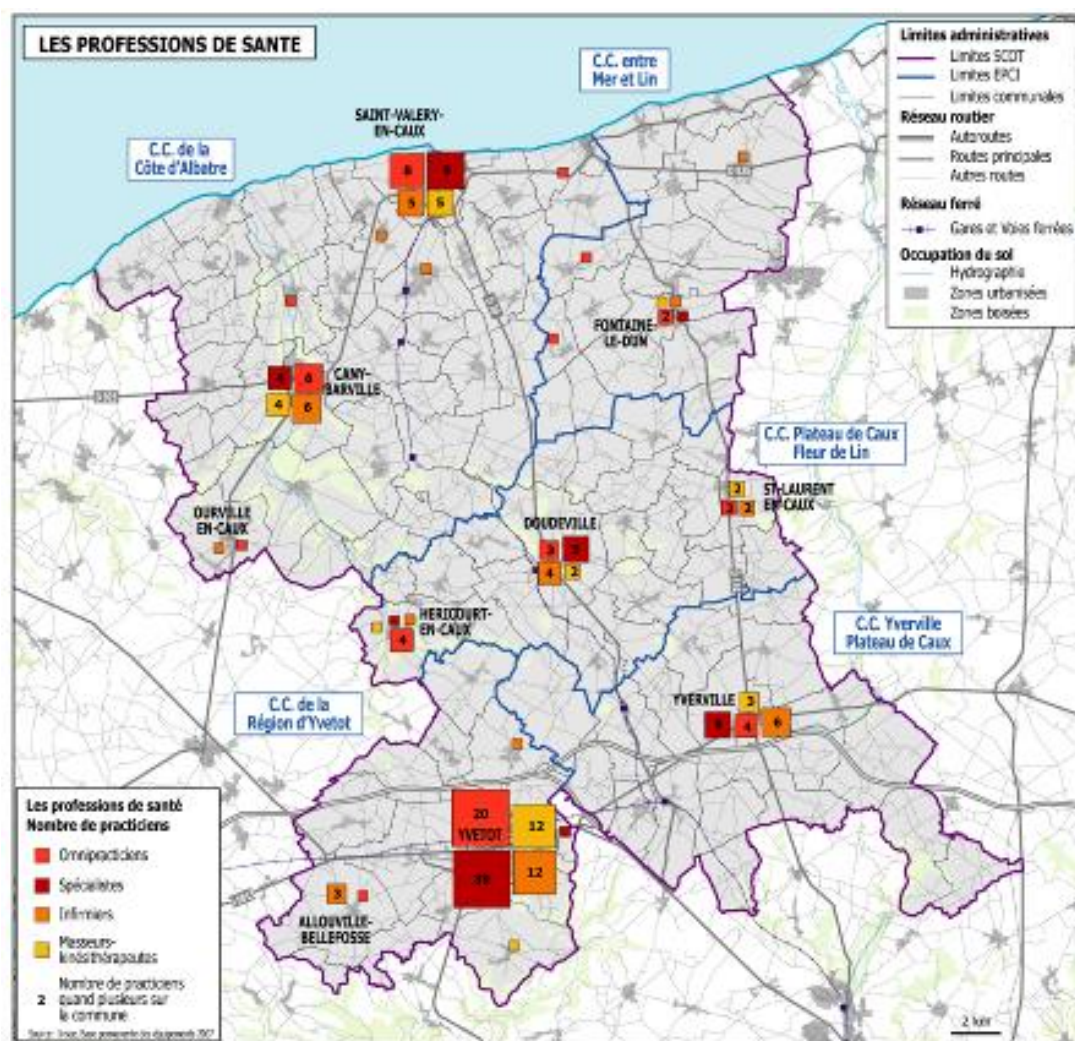 LES PROFESSIONS DE SANTE
C.C. entre
Mer et Lin
Limites administratives
Limites SCOT
Limites EPCI
Limites communales
Réseau routier
Autoroutes
Routes principales
Autres routes
Réseau ferré
Gares et Voies ferrées
Occupation du sol
Hydrographie
Zones urbanisées
Zones boisées
SAINT-VALERY-
EN-CAUX
C.C. de la
Côte d'Albatre
5
5
2
FONTAINE-
LE-DUN
6
CANY-
BARVILLE
4
6
C.C. Plateau de Caux
Fleur de Lin
2
2
ST-LAURENT
EN-CAUX
OURVILLE
EN-CAUX
DOUDEVILLE
3
4
2
HERICOURT-
EN-CAUX
4
C.C. Yverville
Plateau de Caux
C.C. de la
Région d'Yvetot
YVERVILLE
3
4
6
20
YVETOT
12
12
3
ALLOUVILLE-
BELLEFOSSE
Les professions de santé
Nombre de practiciens
Omnipracticiens
Spécialistes
Infirmiers
Masseurs-
kinésithérapeutes
Nombre de practiciens
2 quand plusieurs sur
la commune
2 km